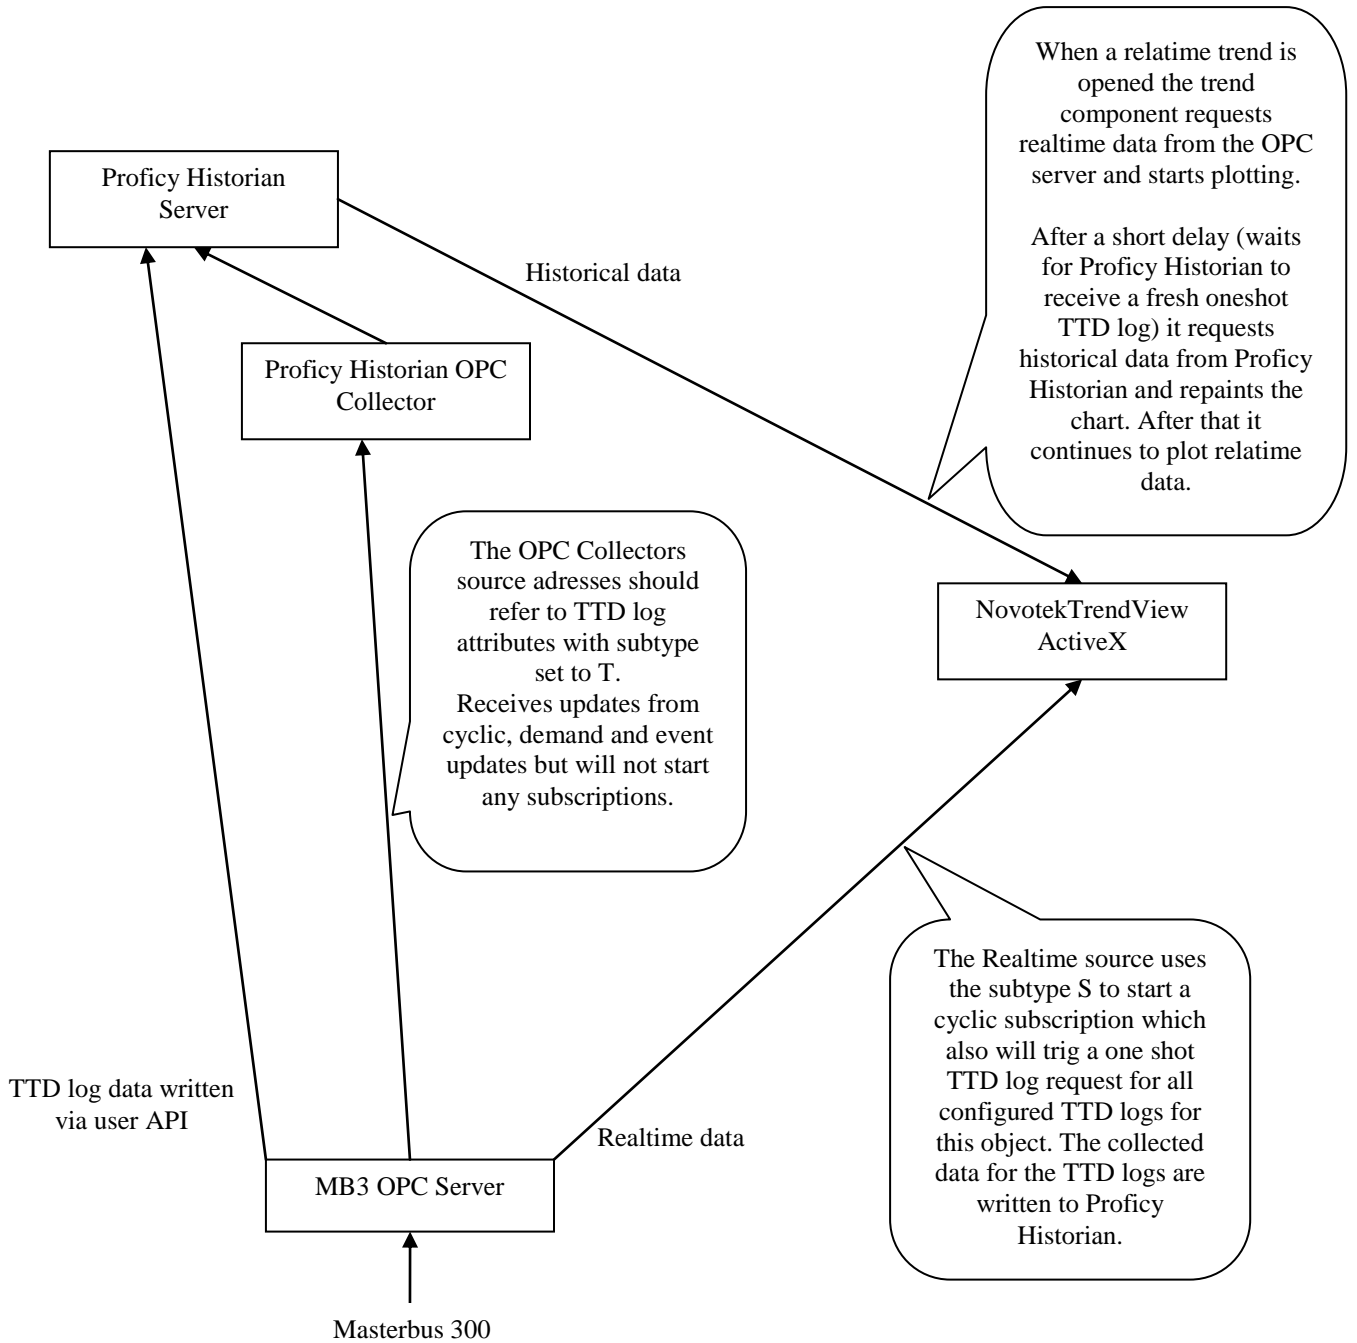 When a relatime trend is
opened the trend
component requests
realtime data from the OPC
server and starts plotting.
After a short delay (waits
for Proficy Historian to
receive a fresh oneshot
TTD log) it requests
historical data from Proficy
Historian and repaints the
chart. After that it
continues to plot relatime
data.
Proficy Historian
Server
Historical data
Proficy Historian OPC
Collector
The OPC Collectors
source adresses should
refer to TTD log
attributes with subtype
set to T.
Receives updates from
cyclic, demand and event
updates but will not start
any subscriptions.
NovotekTrendView
ActiveX
The Realtime source uses
the subtype S to start a
cyclic subscription which
also will trig a one shot
TTD log request for all
configured TTD logs for
this object. The collected
data for the TTD logs are
written to Proficy
Historian.
TTD log data written
via user API
Realtime data
MB3 OPC Server
Masterbus 300